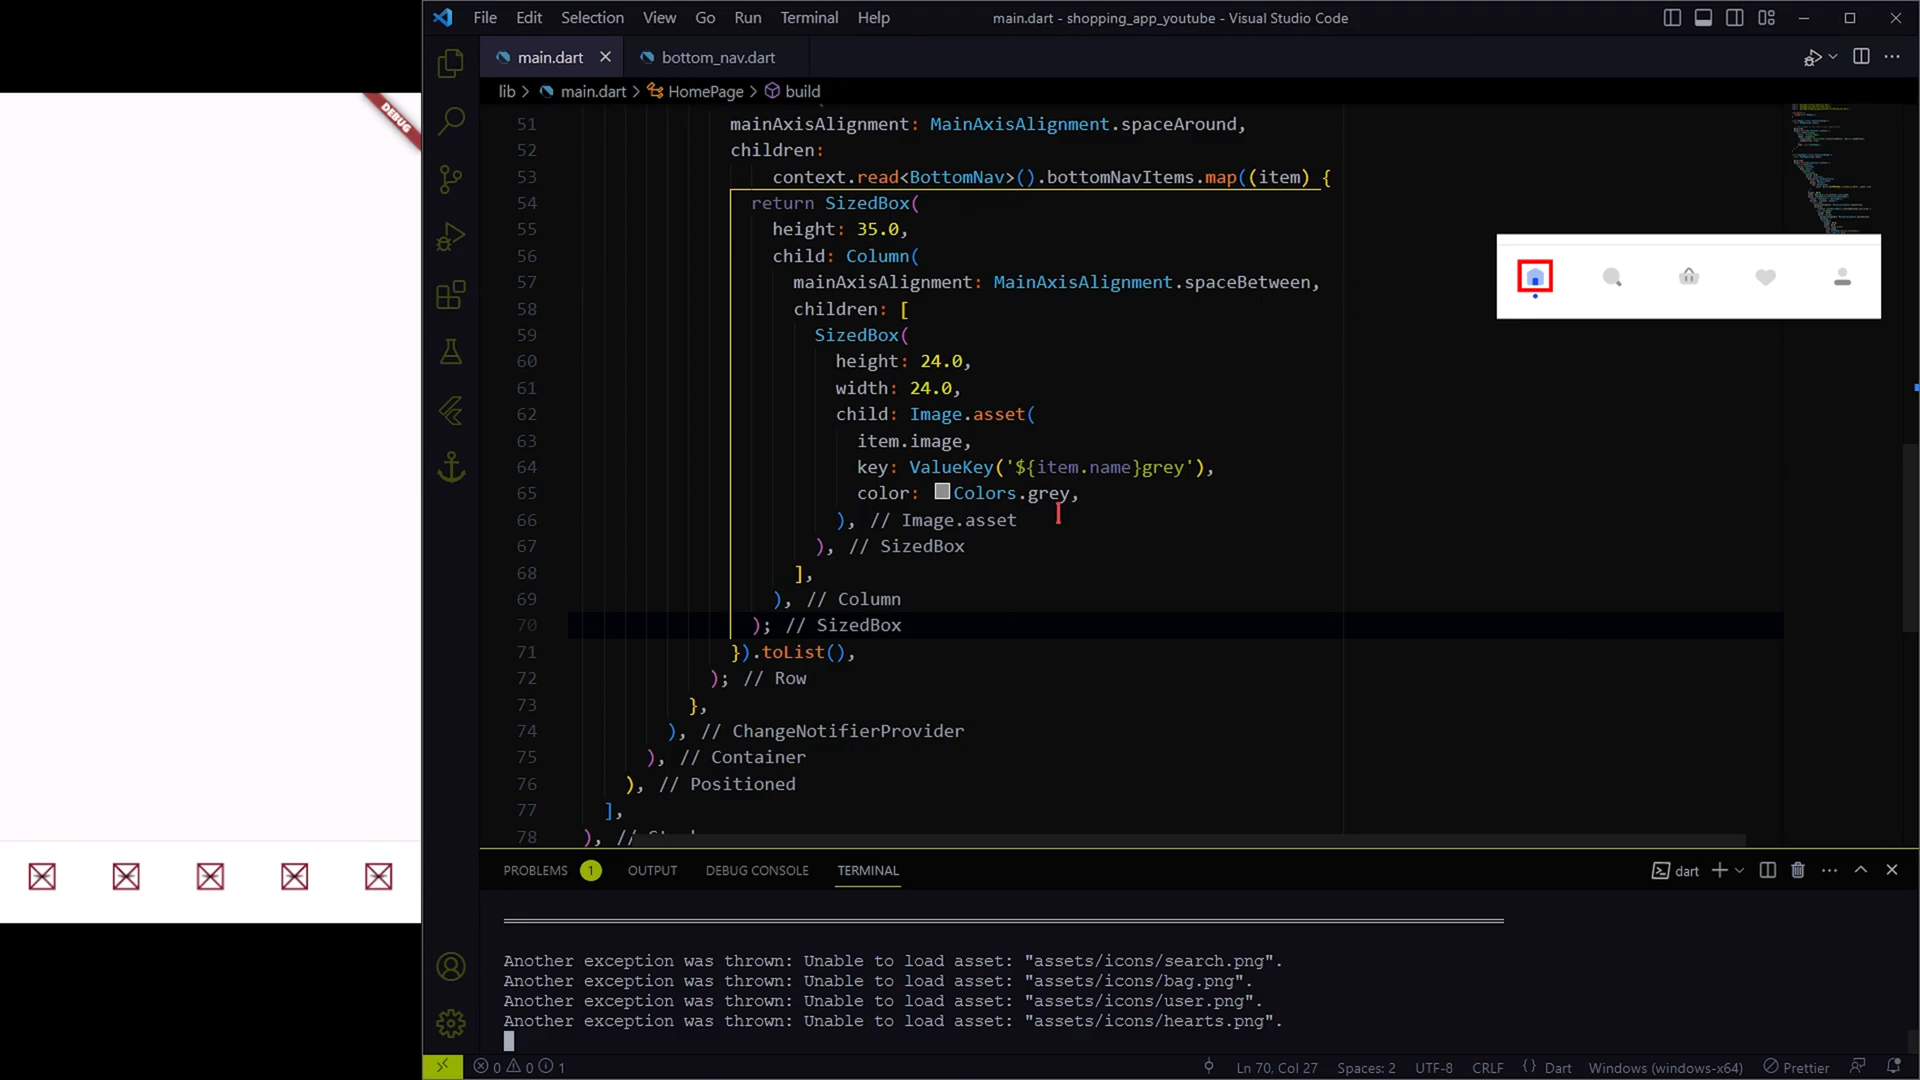 File Edit Selection View Go Run Terminal Help
main.dart - shopping_app_youtube - Visual Studio Code
main.dart
bottom_nav.dart
lib > main.dart > HomePage > build
DEBUG
51 mainAxisAlignment: MainAxisAlignment.spaceAround,
52 children:
53 context.read<BottomNav>().bottomNavItems.map((item) {
54 return SizedBox(
55 height: 35.0,
56 child: Column(
57 mainAxisAlignment: MainAxisAlignment.spaceBetween,
58 children: [
59 SizedBox(
60 height: 24.0,
61 width: 24.0,
62 child: Image.asset(
63 item.image,
64 key: ValueKey('${item.name}grey'),
65 color: Colors.grey,
66 ), // Image.asset
67 ), // SizedBox
68 ],
69 ), // Column
70 ); // SizedBox
71 }).toList(),
72 ); // Row
73 },
74 ), // ChangeNotifierProvider
75 ), // Container
76 ), // Positioned
77 ],
78 ), //
PROBLEMS 1 OUTPUT DEBUG CONSOLE TERMINAL
dart
Another exception was thrown: Unable to load asset: "assets/icons/search.png".
Another exception was thrown: Unable to load asset: "assets/icons/bag.png".
Another exception was thrown: Unable to load asset: "assets/icons/user.png".
Another exception was thrown: Unable to load asset: "assets/icons/hearts.png".
0 0 1
Ln 70, Col 27 Spaces: 2 UTF-8 CRLF { } Dart Windows (windows-x64) Prettier